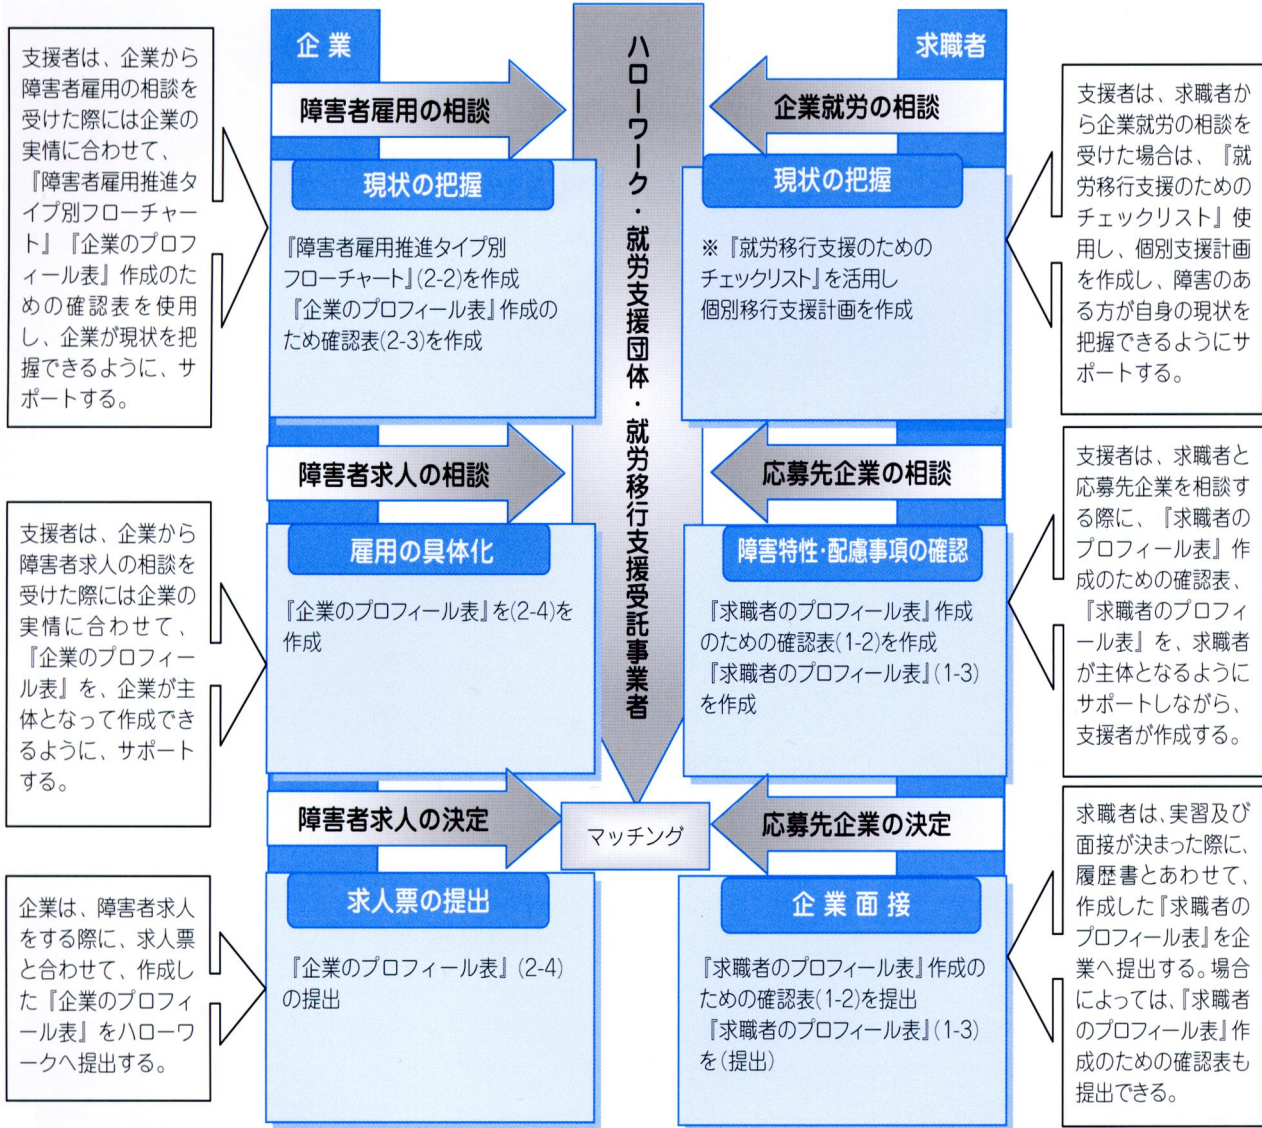 企業
求職者
ハローワーク・就労支援団体・就労移行支援受託事業者
支援者は、企業から
障害者雇用の相談を
受けた際には企業の
実情に合わせて、
『障害者雇用推進タ
イプ別フローチャー
ト』『企業のプロフ
ィール表』作成のた
めの確認表を使用
し、企業が現状を把
握できるように、サ
ポートする。
障害者雇用の相談
現状の把握
『障害者雇用推進タイプ別
フローチャート』(2-2)を作成
『企業のプロフィール表』作成の
ため確認表(2-3)を作成
企業就労の相談
現状の把握
※『就労移行支援のための
チェックリスト』を活用し
個別移行支援計画を作成
支援者は、求職者か
ら企業就労の相談を
受けた場合は、『就
労移行支援のための
チェックリスト』使
用し、個別支援計画
を作成し、障害のあ
る方が自身の現状を
把握できるようにサ
ポートする。
支援者は、企業から
障害者求人の相談を
受けた際には企業の
実情に合わせて、
『企業のプロフィー
ル表』を、企業が主
体となって作成でき
るように、サポート
する。
障害者求人の相談
雇用の具体化
『企業のプロフィール表』を(2-4)を
作成
応募先企業の相談
障害特性・配慮事項の確認
『求職者のプロフィール表』作成
のための確認表(1-2)を作成
『求職者のプロフィール表』(1-3)
を作成
支援者は、求職者と
応募先企業を相談す
る際に、『求職者の
プロフィール表』作
成のための確認表、
『求職者のプロフィ
ール表』を、求職者
が主体となるように
サポートしながら、
支援者が作成する。
障害者求人の決定
マッチング
応募先企業の決定
企業は、障害者求人
をする際に、求人票
と合わせて、作成し
た『企業のプロフィ
ール表』をハローワ
ークへ提出する。
求人票の提出
『企業のプロフィール表』(2-4)
の提出
企業面接
『求職者のプロフィール表』作成の
ための確認表(1-2)を提出
『求職者のプロフィール表』(1-3)
を(提出)
求職者は、実習及び
面接が決まった際に、
履歴書とあわせて、
作成した『求職者の
プロフィール表』を企
業へ提出する。場合
によっては、『求職者
のプロフィール表』作
成のための確認表も
提出できる。